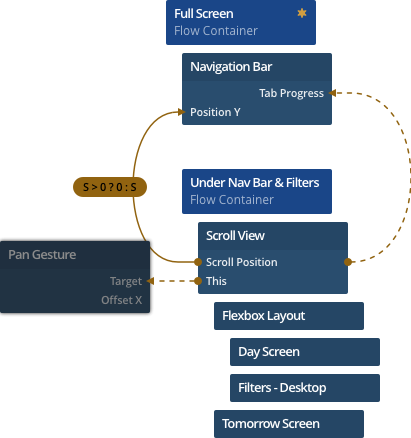 Full Screen
Flow Container
Navigation Bar
Tab Progress
Position Y
S>0?0:S
Under Nav Bar & Filters
Flow Container
Scroll View
Scroll Position
This
Pan Gesture
Target
Offset X
Flexbox Layout
Day Screen
Filters - Desktop
Tomorrow Screen